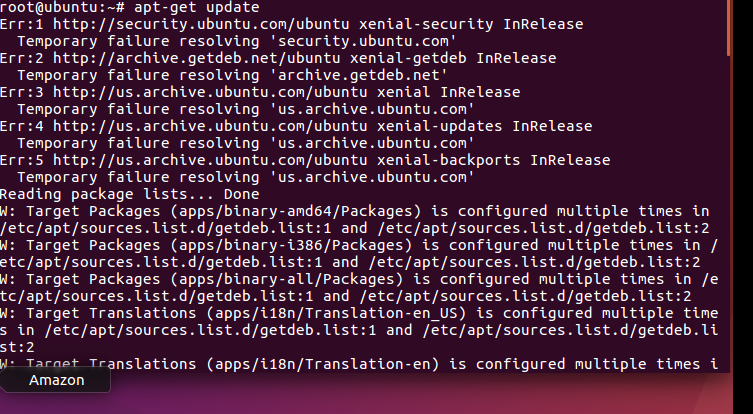 root@ubuntu:~# apt-get update
Err:1 http://security.ubuntu.com/ubuntu xenial-security InRelease
  Temporary failure resolving 'security.ubuntu.com'
Err:2 http://archive.getdeb.net/ubuntu xenial-getdeb InRelease
  Temporary failure resolving 'archive.getdeb.net'
Err:3 http://us.archive.ubuntu.com/ubuntu xenial InRelease
  Temporary failure resolving 'us.archive.ubuntu.com'
Err:4 http://us.archive.ubuntu.com/ubuntu xenial-updates InRelease
  Temporary failure resolving 'us.archive.ubuntu.com'
Err:5 http://us.archive.ubuntu.com/ubuntu xenial-backports InRelease
  Temporary failure resolving 'us.archive.ubuntu.com'
Reading package lists... Done
W: Target Packages (apps/binary-amd64/Packages) is configured multiple times in
/etc/apt/sources.list.d/getdeb.list:1 and /etc/apt/sources.list.d/getdeb.list:2
W: Target Packages (apps/binary-i386/Packages) is configured multiple times in /
etc/apt/sources.list.d/getdeb.list:1 and /etc/apt/sources.list.d/getdeb.list:2
W: Target Packages (apps/binary-all/Packages) is configured multiple times in /e
tc/apt/sources.list.d/getdeb.list:1 and /etc/apt/sources.list.d/getdeb.list:2
W: Target Translations (apps/i18n/Translation-en_US) is configured multiple time
s in /etc/apt/sources.list.d/getdeb.list:1 and /etc/apt/sources.list.d/getdeb.li
st:2
W: Target Translations (apps/i18n/Translation-en) is configured multiple times i
Amazon